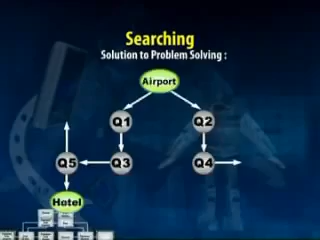 Searching
Solution to Problem Solving :
Airport
Q1 Q2
Q5 Q3 Q4
Hotel